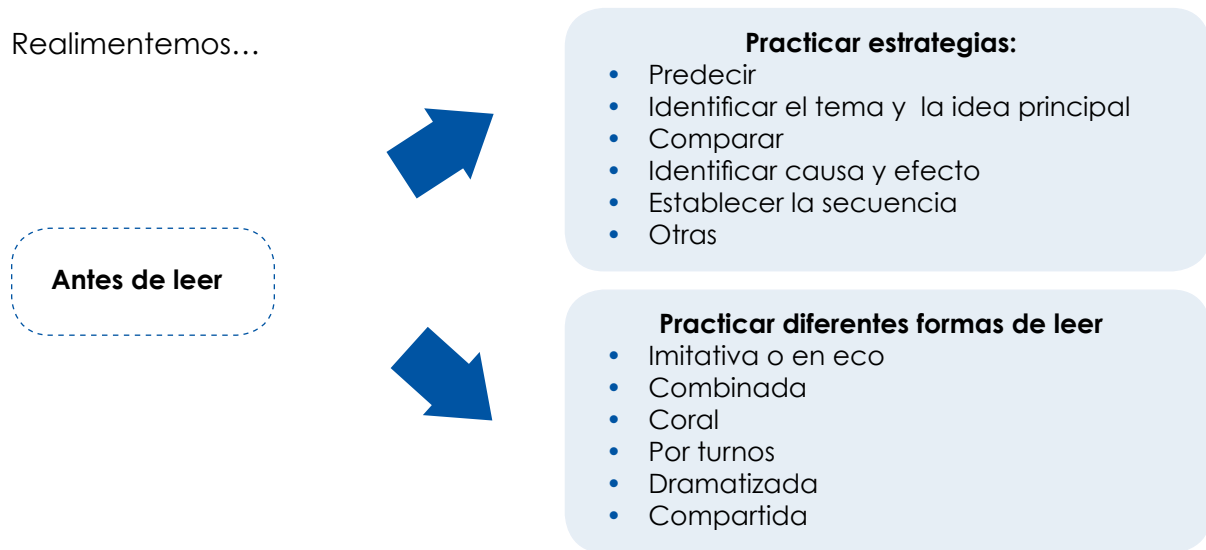 Realimentemos…
Antes de leer
Practicar estrategias:
• Predecir
• Identificar el tema y  la idea principal
• Comparar
• Identificar causa y efecto
• Establecer la secuencia
• Otras
Practicar diferentes formas de leer
• Imitativa o en eco
• Combinada
• Coral
• Por turnos
• Dramatizada
• Compartida